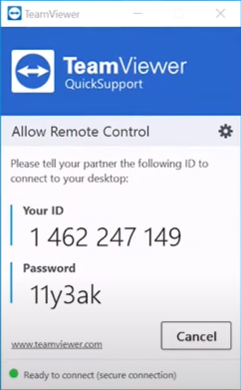 TeamViewer
TeamViewer
QuickSupport
Allow Remote Control
Please tell your partner the following ID to
connect to your desktop:
Your ID
1 462 247 149
Password
11y3ak
www.teamviewer.com
Cancel
Ready to connect (secure connection)